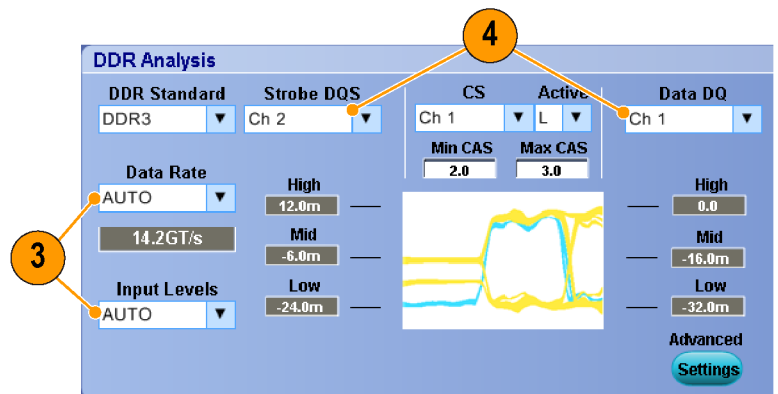 4
DDR Analysis
DDR Standard Strobe DQS CS Active Data DQ
DDR3 Ch 2 Ch 1 L Ch 1
Min CAS Max CAS
2.0 3.0
Data Rate
AUTO
High High
12.0m 0.0
14.2GT/s
3
Mid Mid
-6.0m -16.0m
Input Levels
AUTO
Low Low
-24.0m -32.0m
Advanced
Settings